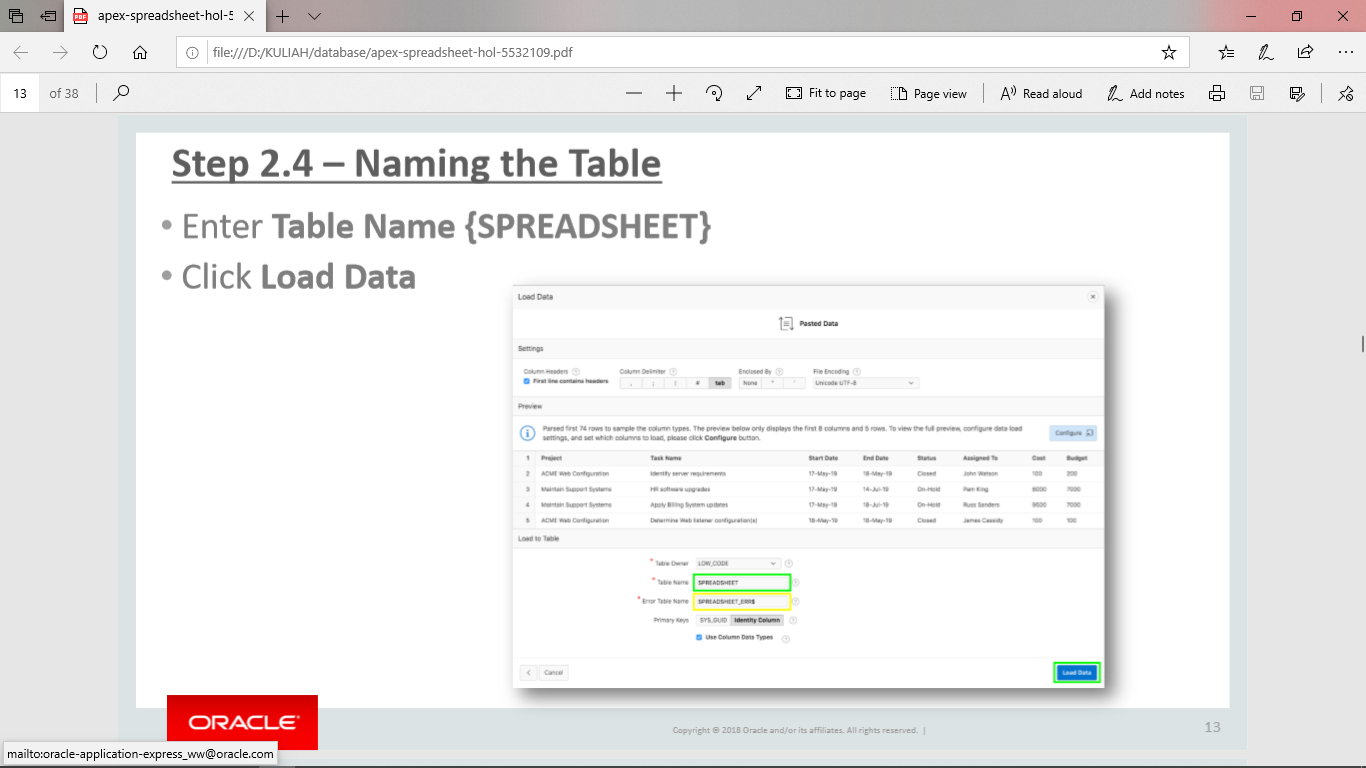 apex-spreadsheet-hol-5
file:///D:/KULIAH/database/apex-spreadsheet-hol-5532109.pdf
13 of 38 Fit to page Page view Read aloud Add notes
Step 2.4 – Naming the Table
• Enter Table Name {SPREADSHEET}
• Click Load Data
Load Data
Pasted Data
Settings
Column Headers Column Delimiter Enclosed By File Encoding
First line contains headers , ; | # tab None " ' Unicode UTF-8
Preview
Parsed first 74 rows to sample the column types. The preview below only displays the first 8 columns and 5 rows. To view the full preview, configure data load
settings, and set which columns to load, please click Configure button.
Configure
1 Project Task Name Start Date End Date Status Assigned To Cost Budget
2 ACME Web Configuration Identify server requirements 17-May-19 18-May-19 Closed John Watson 100 200
3 Maintain Support Systems HR software upgrades 17-May-19 14-Jul-19 On-Hold Pam King 8000 7000
4 Maintain Support Systems Apply Billing System updates 17-May-19 18-Jul-19 On-Hold Russ Sanders 9500 7000
5 ACME Web Configuration Determine Web listener configuration(s) 18-May-19 18-May-19 Closed James Cassidy 100 100
Load to Table
* Table Owner LOW_CODE
* Table Name SPREADSHEET
* Error Table Name SPREADSHEET_ERR$
Primary Keys SYS_GUID Identity Column
Use Column Data Types
< Cancel Load Data
ORACLE
Copyright © 2018 Oracle and/or its affiliates. All rights reserved. |
13
mailto:oracle-application-express_ww@oracle.com